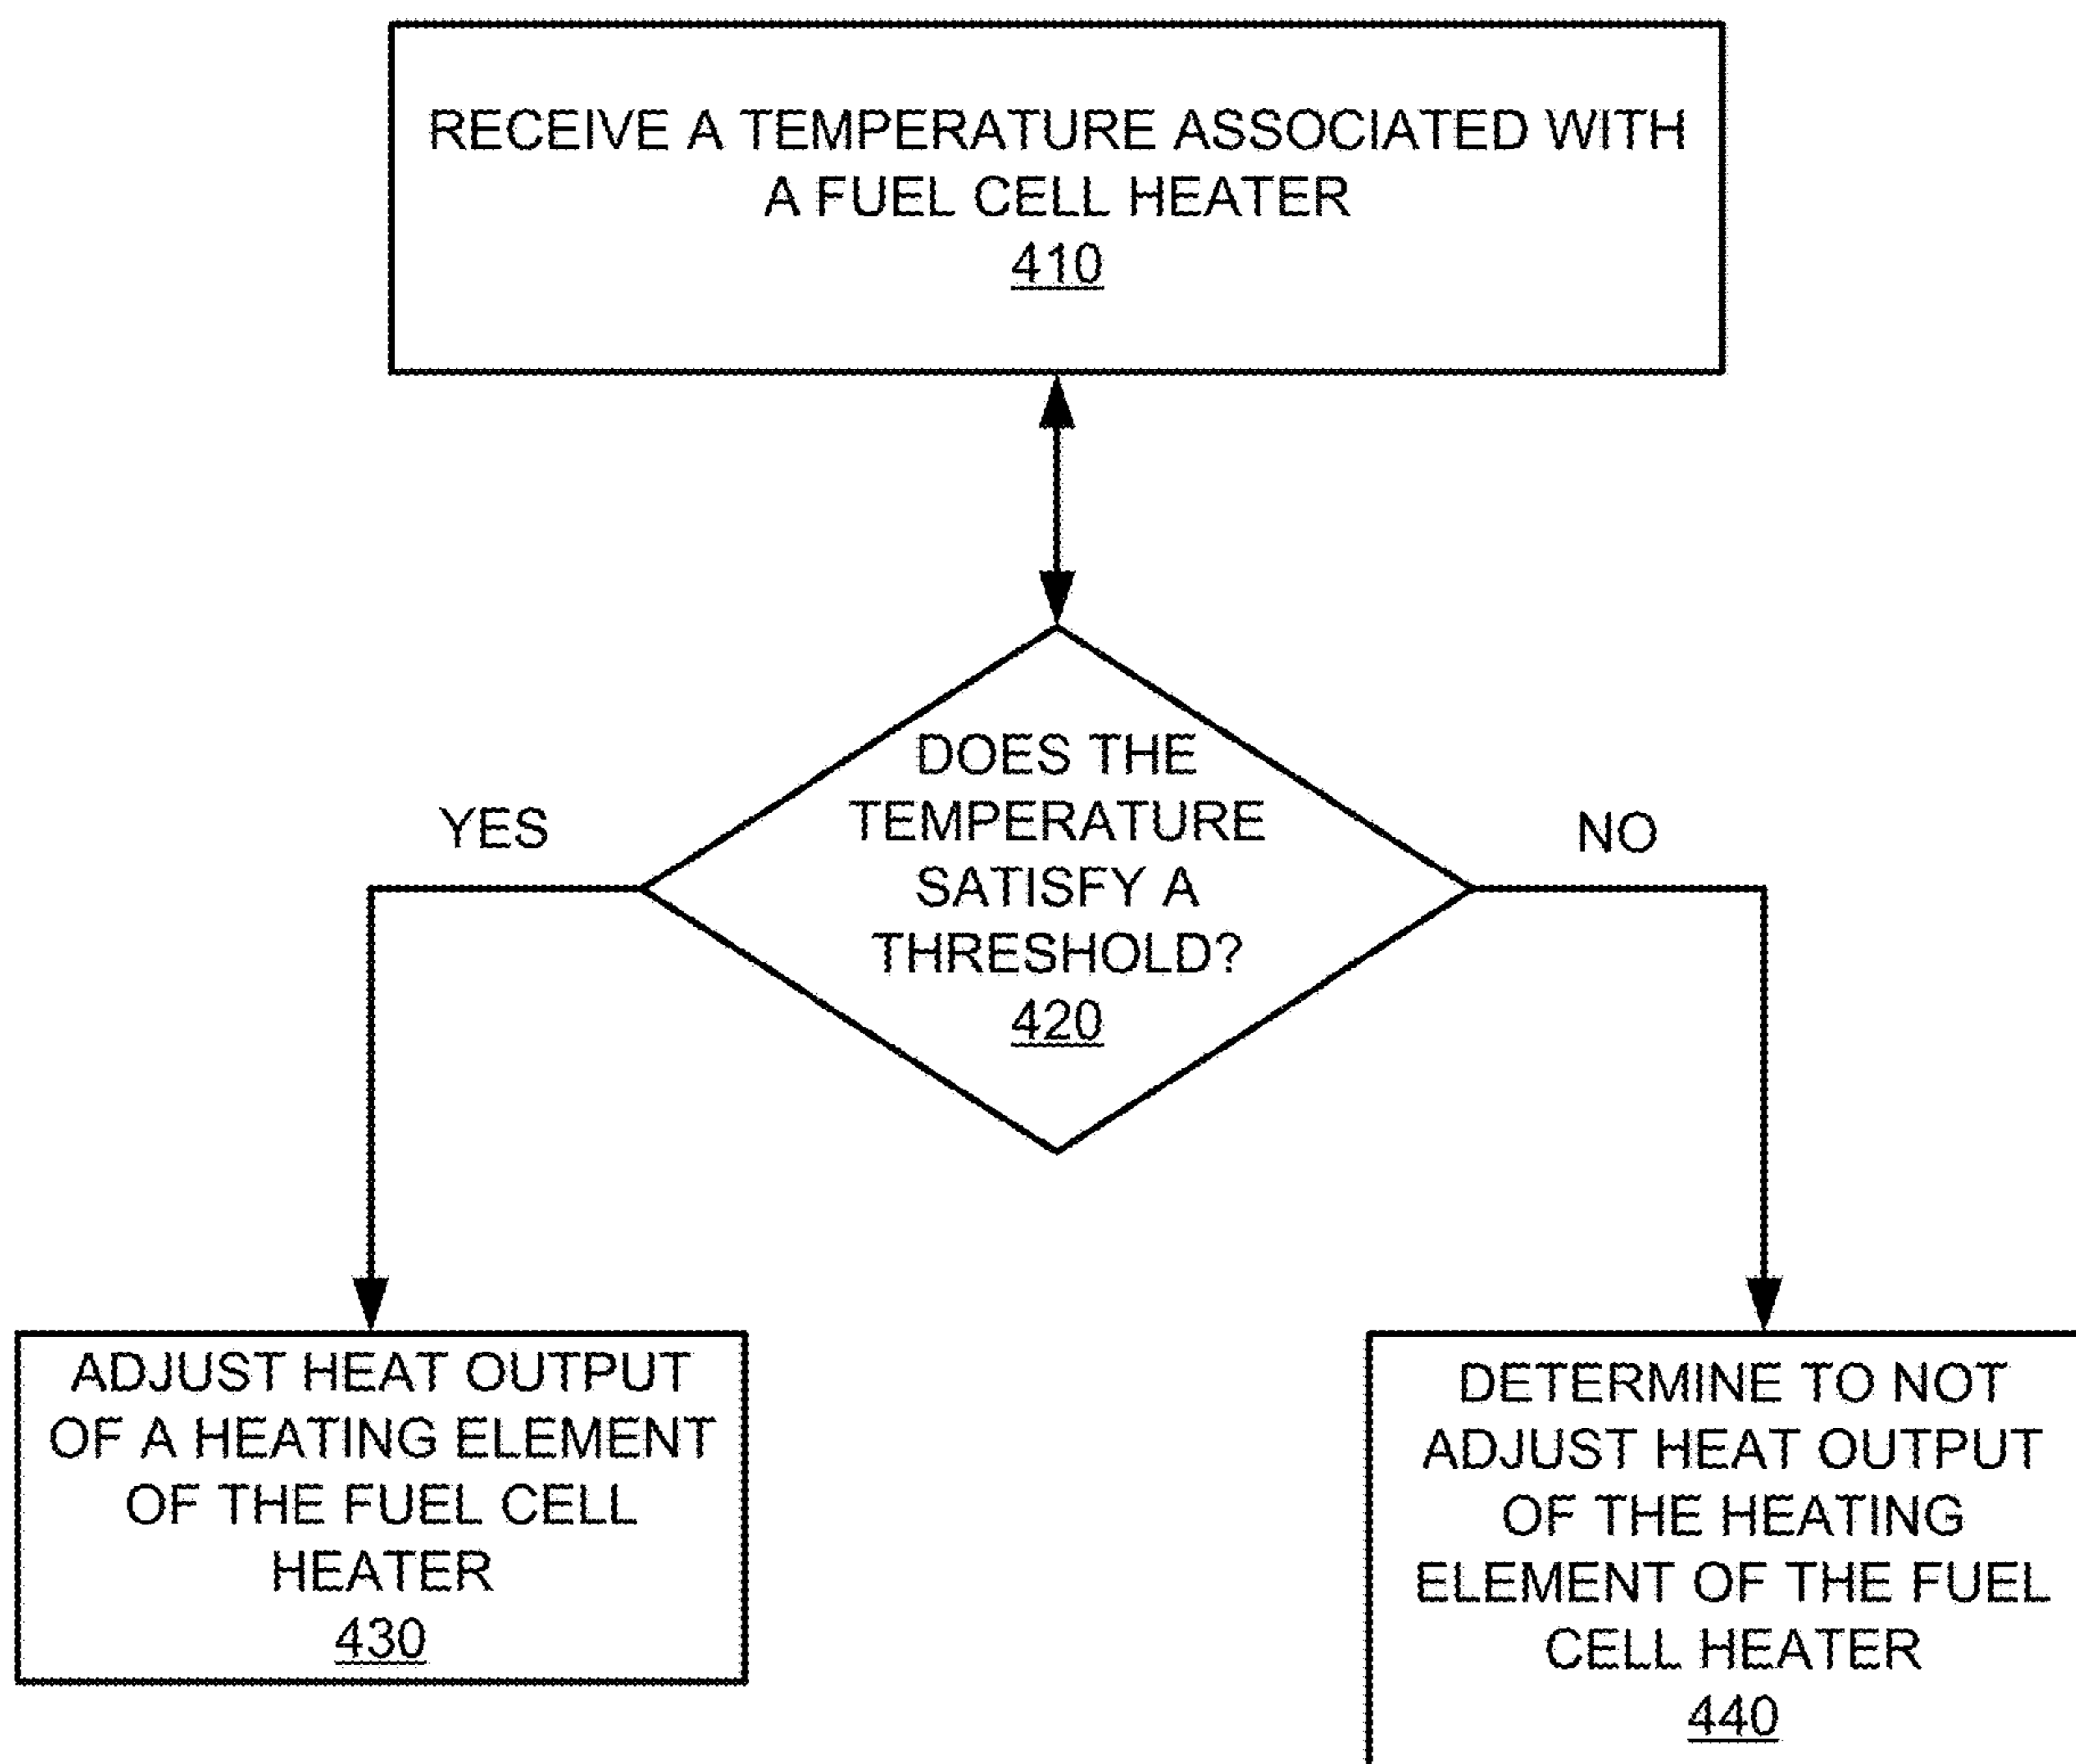 RECEIVE A TEMPERATURE ASSOCIATED WITH
A FUEL CELL HEATER
410
DOES THE
TEMPERATURE
SATISFY A
THRESHOLD?
420
YES
NO
ADJUST HEAT OUTPUT
OF A HEATING ELEMENT
OF THE FUEL CELL
HEATER
430
DETERMINE TO NOT
ADJUST HEAT OUTPUT
OF THE HEATING
ELEMENT OF THE FUEL
CELL HEATER
440